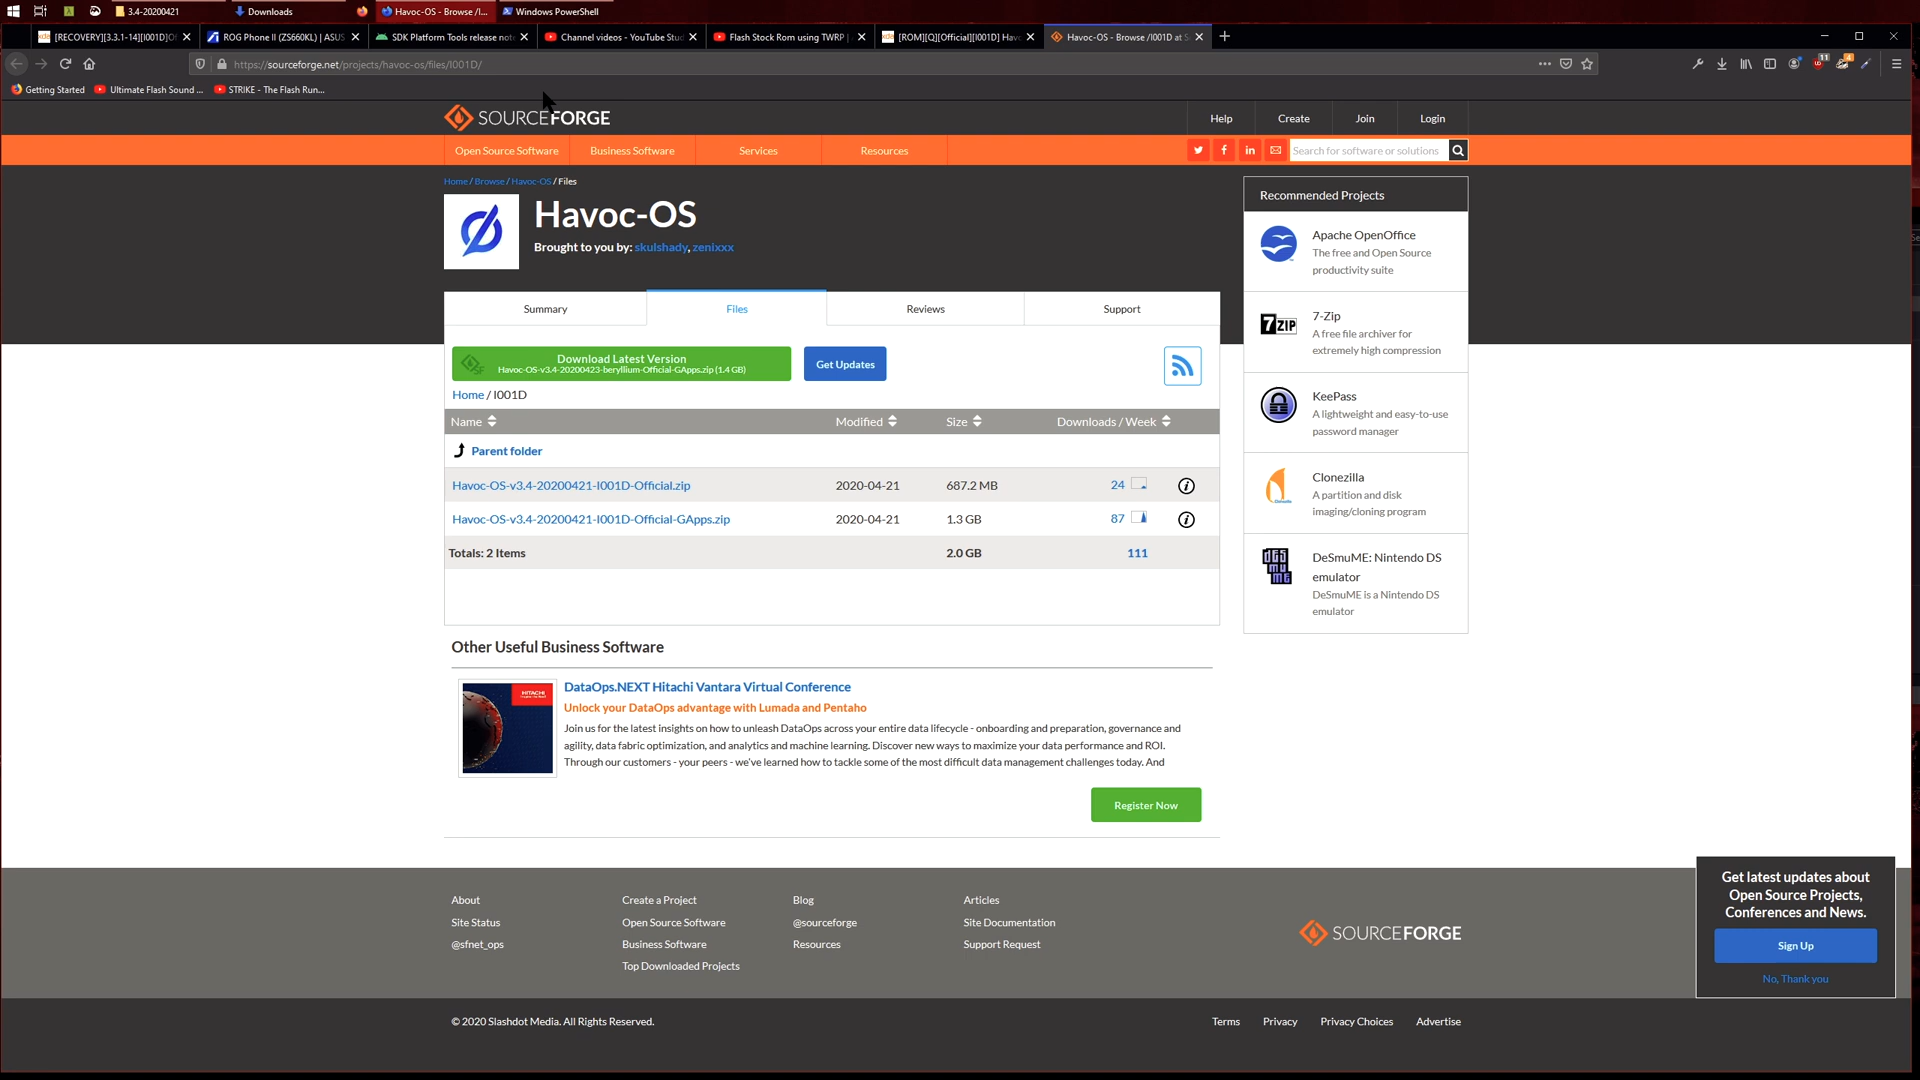 3.4-20200421
Downloads
Havoc-OS - Browse /I...
Windows PowerShell
[RECOVERY][3.3.1-14][I001D]O
ROG Phone II (ZS660KL) | ASUS
SDK Platform Tools release not
Channel videos - YouTube Stu
Flash Stock Rom using TWRP |
[ROM][Q][Official][I001D] Havo
Havoc-OS - Browse /I001D at S
https://sourceforge.net/projects/havoc-os/files/I001D/
11
Getting Started
Ultimate Flash Sound ...
STRIKE - The Flash Run...
SOURCEFORGE
Help
Create
Join
Login
Open Source Software
Business Software
Services
Resources
Search for software or solutions
Home / Browse / Havoc-OS / Files
Havoc-OS
Brought to you by: skulshady, zenixxx
Summary
Files
Reviews
Support
Download Latest Version
Havoc-OS-v3.4-20200423-beryllium-Official-GApps.zip (1.4 GB)
Get Updates
Home / I001D
Name
Modified
Size
Downloads / Week
Parent folder
Havoc-OS-v3.4-20200421-I001D-Official.zip
2020-04-21
687.2 MB
24
Havoc-OS-v3.4-20200421-I001D-Official-GApps.zip
2020-04-21
1.3 GB
87
Totals: 2 Items
2.0 GB
111
Recommended Projects
Apache OpenOffice
The free and Open Source
productivity suite
7ZIP
7-Zip
A free file archiver for
extremely high compression
KeePass
A lightweight and easy-to-use
password manager
Clonezilla
A partition and disk
imaging/cloning program
DeSmuME: Nintendo DS
emulator
DeSmuME is a Nintendo DS
emulator
Other Useful Business Software
HITACHI
DataOps.NEXT Hitachi Vantara Virtual Conference
Unlock your DataOps advantage with Lumada and Pentaho
Join us for the latest insights on how to unleash DataOps across your entire data lifecycle - onboarding and preparation, governance and
agility, data fabric optimization, and analytics and machine learning. Discover new ways to maximize your data performance and ROI.
Through our customers - your peers - we've learned how to tackle some of the most difficult data management challenges today. And
Register Now
About
Site Status
@sfnet_ops
Create a Project
Open Source Software
Business Software
Top Downloaded Projects
Blog
@sourceforge
Resources
Articles
Site Documentation
Support Request
SOURCEFORGE
Get latest updates about
Open Source Projects,
Conferences and News.
Sign Up
No, Thank you
© 2020 Slashdot Media. All Rights Reserved.
Terms
Privacy
Privacy Choices
Advertise